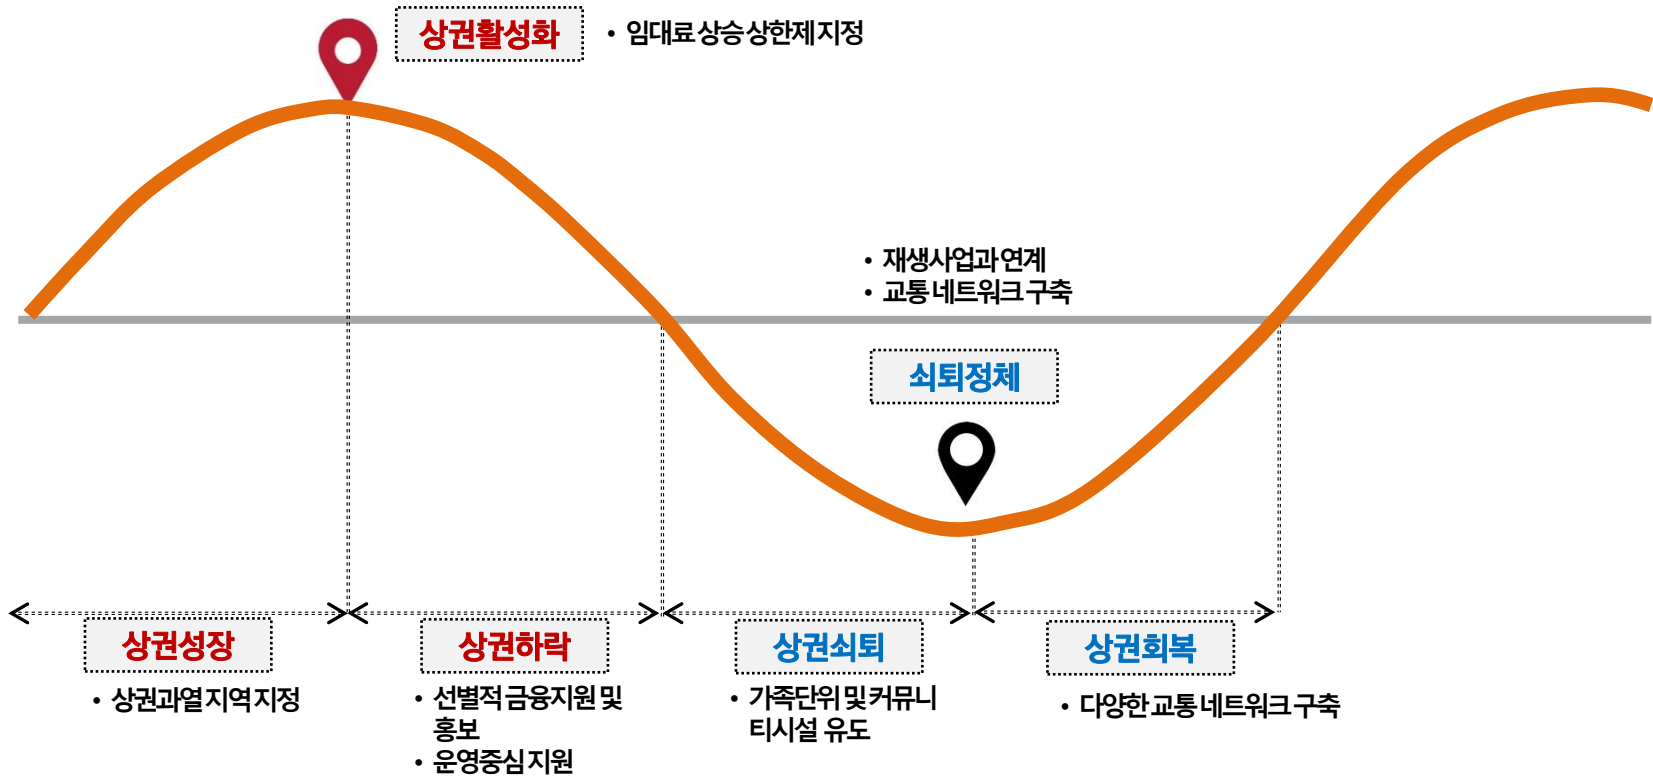 상권활성화
• 임대료 상승 상한제 지정
• 재생사업과 연계
• 교통 네트워크 구축
쇠퇴정체
상권성장
• 상권과열 지역 지정
상권하락
• 선별적 금융지원 및
홍보
• 운영중심 지원
상권쇠퇴
• 가족단위 및 커뮤니
티시설 유도
상권회복
• 다양한 교통 네트워크 구축